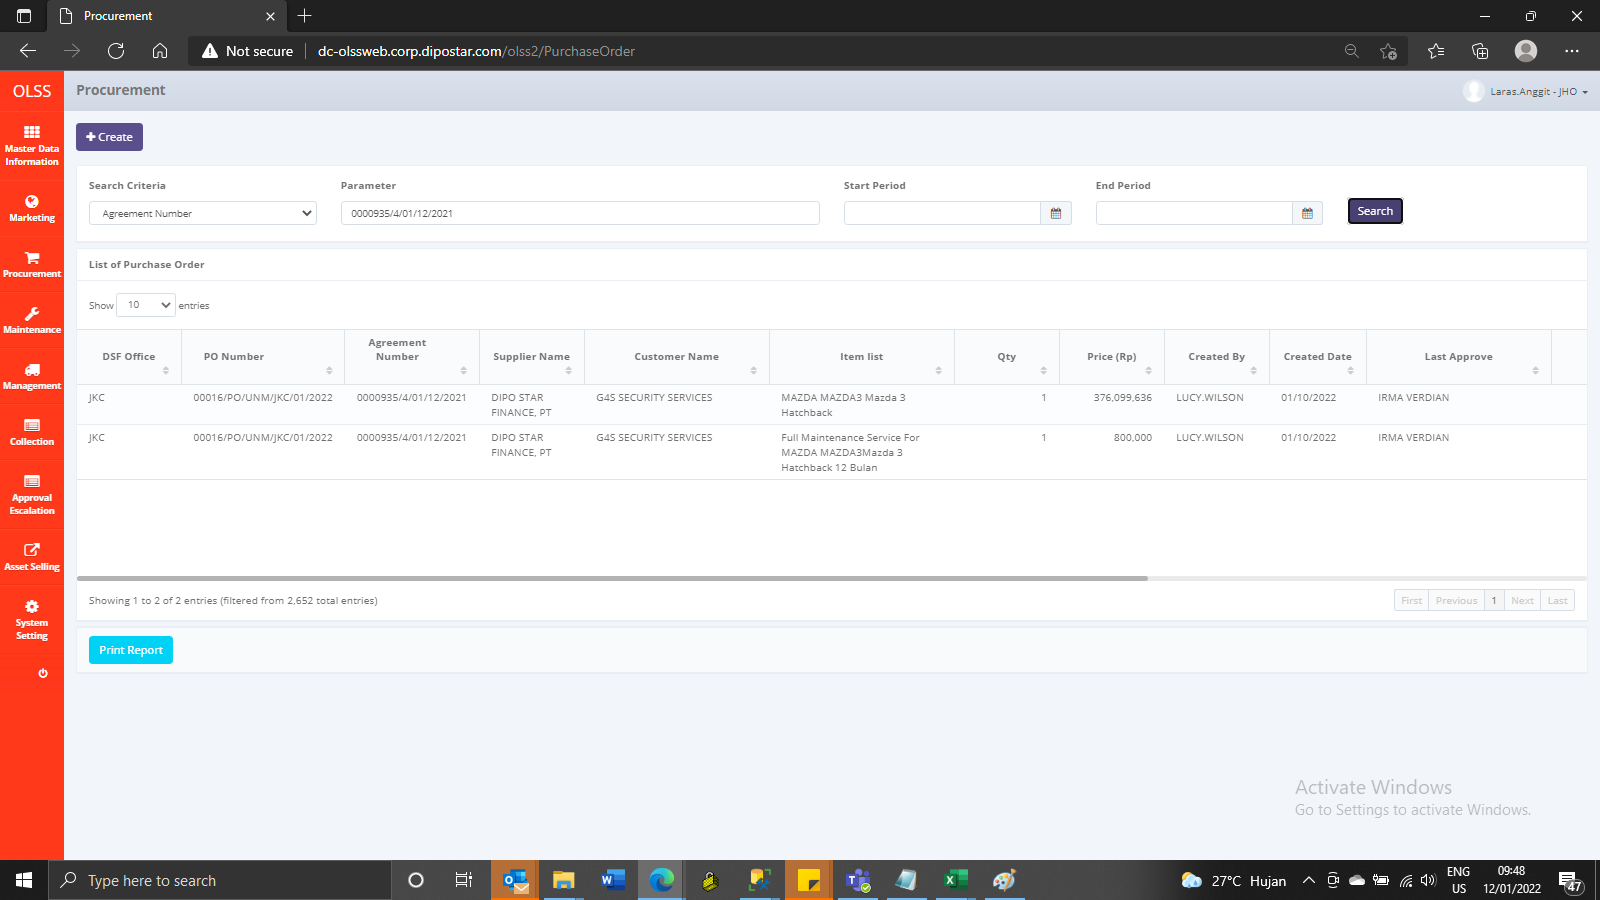 Procurement
Not secure
dc-olssweb.corp.dipostar.com/olss2/PurchaseOrder
OLSS
Procurement
Laras.Anggit - JHO
Master Data
Information
Marketing
Procurement
Maintenance
Management
Collection
Approval
Escalation
Asset Selling
System
Setting
Create
Search Criteria
Parameter
Start Period
End Period
Agreement Number
0000935/4/01/12/2021
Search
List of Purchase Order
Show 10 entries
DSF Office
PO Number
Agreement
Number
Supplier Name
Customer Name
Item list
Qty
Price (Rp)
Created By
Created Date
Last Approve
JKC
00016/PO/UNM/JKC/01/2022
0000935/4/01/12/2021
DIPO STAR
FINANCE, PT
G4S SECURITY SERVICES
MAZDA MAZDA3 Mazda 3
Hatchback
1
376,099,636
LUCY.WILSON
01/10/2022
IRMA VERDIAN
JKC
00016/PO/UNM/JKC/01/2022
0000935/4/01/12/2021
DIPO STAR
FINANCE, PT
G4S SECURITY SERVICES
Full Maintenance Service For
MAZDA MAZDA3Mazda 3
Hatchback 12 Bulan
1
800,000
LUCY.WILSON
01/10/2022
IRMA VERDIAN
Showing 1 to 2 of 2 entries (filtered from 2,652 total entries)
First Previous 1 Next Last
Print Report
Activate Windows
Go to Settings to activate Windows.
Type here to search
27°C Hujan
ENG
US
09:48
12/01/2022
47